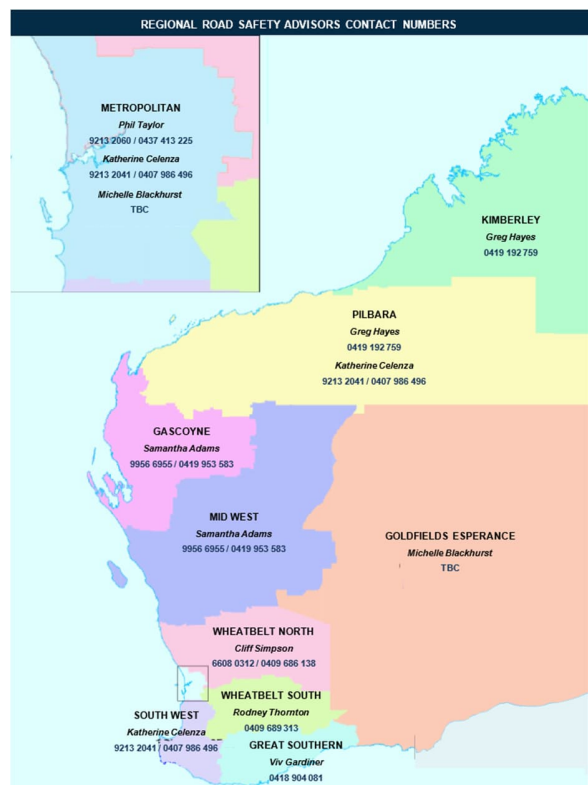 REGIONAL ROAD SAFETY ADVISORS CONTACT NUMBERS
METROPOLITAN
Phil Taylor
9213 2060 / 0437 413 225
Katherine Celenza
9213 2041 / 0407 986 496
Michelle Blackhurst
TBC
KIMBERLEY
Greg Hayes
0419 192 759
PILBARA
Greg Hayes
0419 192 759
Katherine Celenza
9213 2041 / 0407 986 496
GASCOYNE
Samantha Adams
9956 6955 / 0419 953 583
MID WEST
Samantha Adams
9956 6955 / 0419 953 583
GOLDFIELDS ESPERANCE
Michelle Blackhurst
TBC
WHEATBELT NORTH
Cliff Simpson
6608 0312 / 0409 686 138
WHEATBELT SOUTH
Rodney Thornton
0409 689 313
SOUTH WEST
Katherine Celenza
9213 2041 / 0407 986 496
GREAT SOUTHERN
Viv Gardiner
0418 904 081